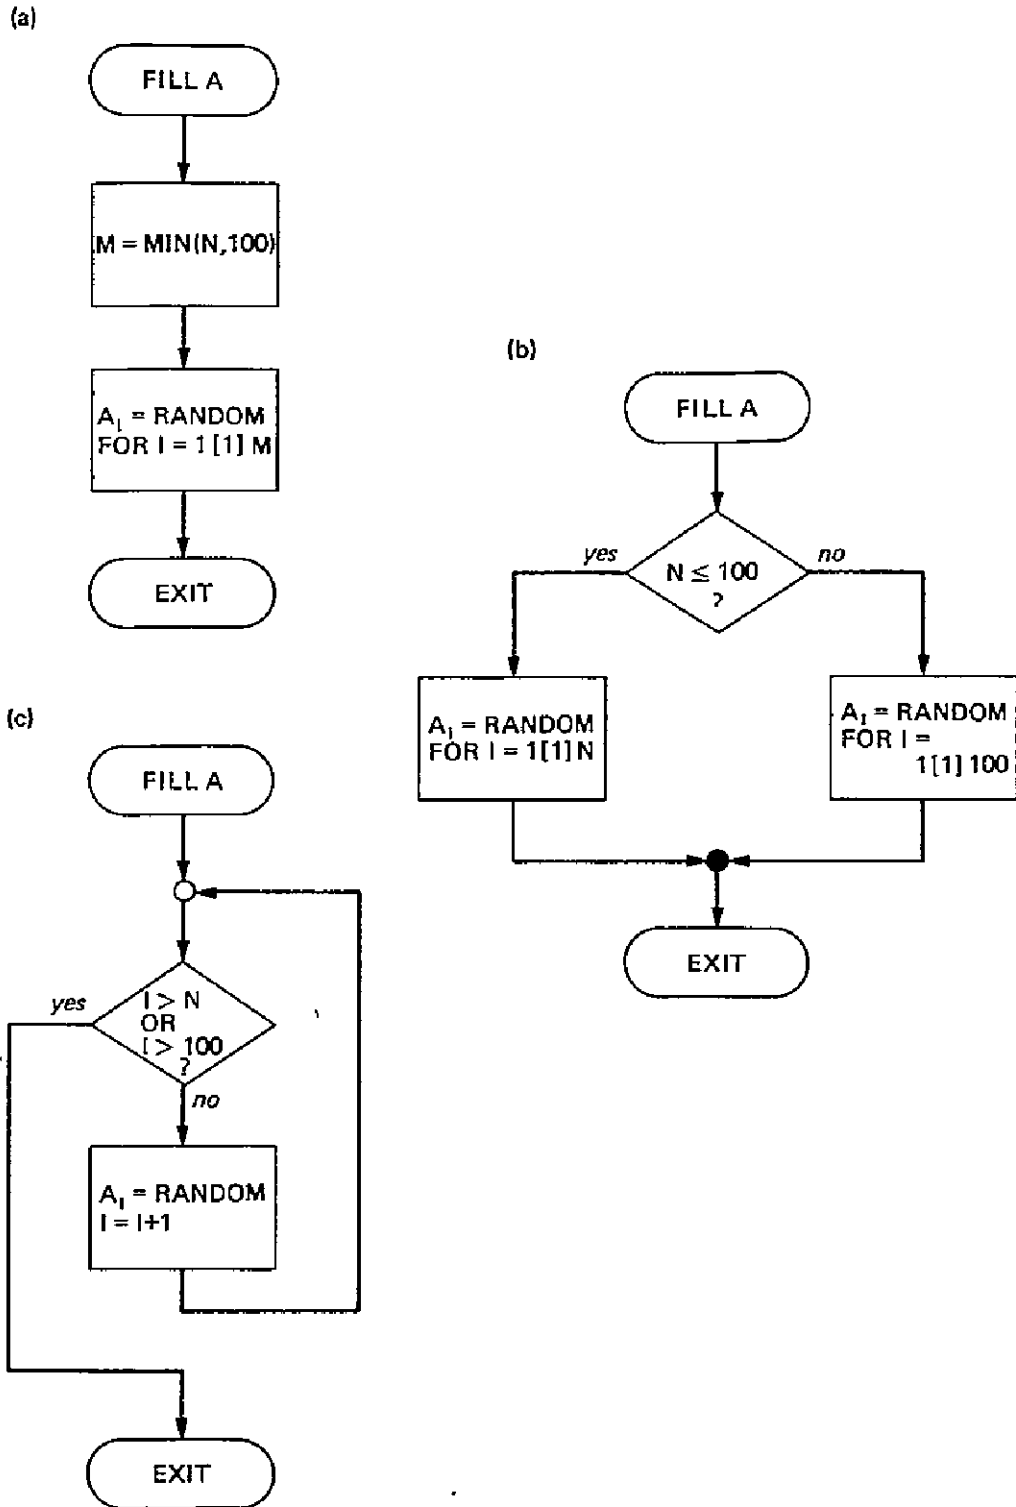 (a)
FILL A
M = MIN(N,100)
A_I = RANDOM
FOR I = 1 [1] M
EXIT
(b)
FILL A
yes
no
N ≤ 100
?
A_I = RANDOM
FOR I = 1[1] N
A_I = RANDOM
FOR I =
1[1] 100
EXIT
(c)
FILL A
yes
I > N
OR
I > 100
?
no
A_I = RANDOM
I = I+1
EXIT